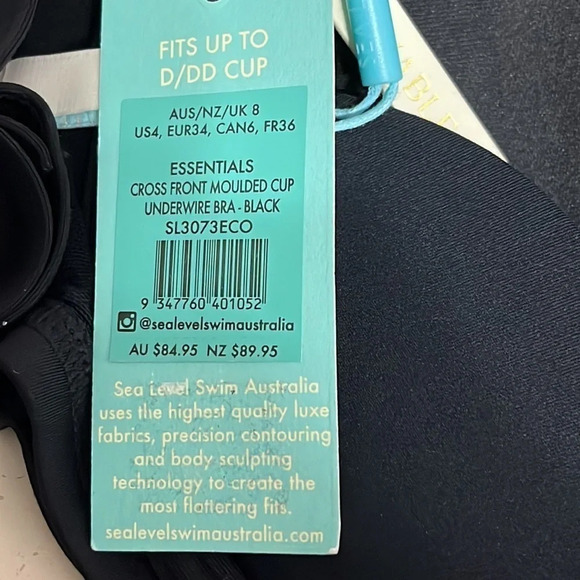 FITS UP TO
D/DD CUP
AUS/NZ/UK 8
US4, EUR34, CAN6, FR36
ESSENTIALS
CROSS FRONT MOULDED CUP
UNDERWIRE BRA - BLACK
SL3073ECO
9 347760 401052
@sealevelswimaustralia
AU $84.95 NZ $89.95
Sea Level Swim Australia
uses the highest quality luxe
fabrics, precision contouring
and body sculpting
technology to create the
most flattering fits.
sealevelswimaustralia.com